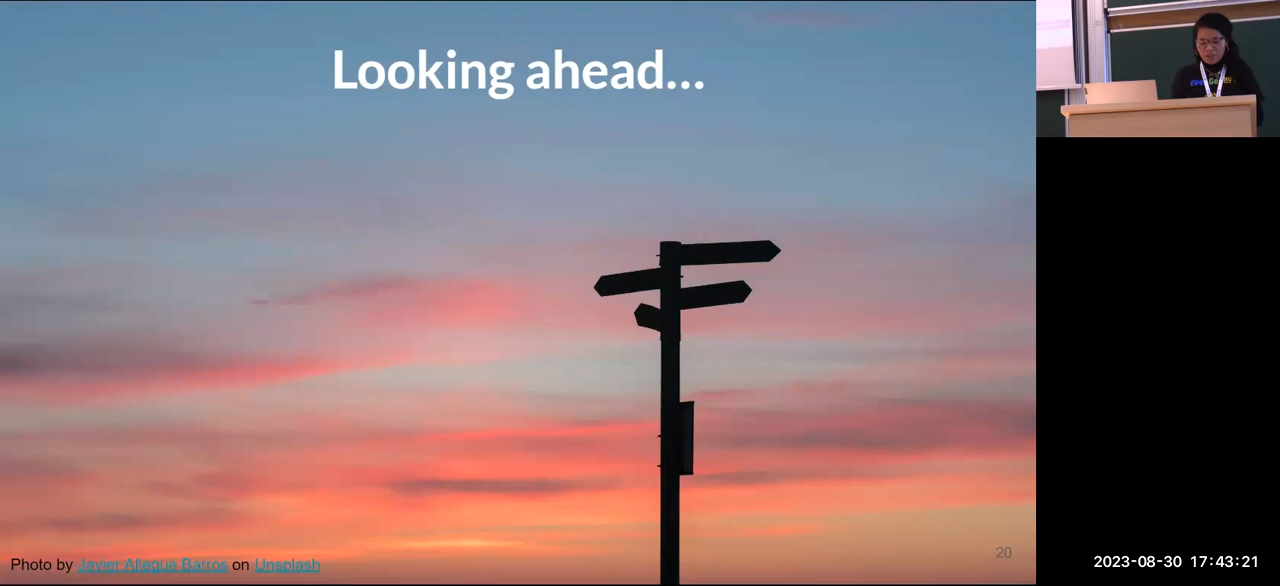 Looking ahead...
Photo by Javier Allegue Barros on Unsplash
20
2023-08-30 17:43:21